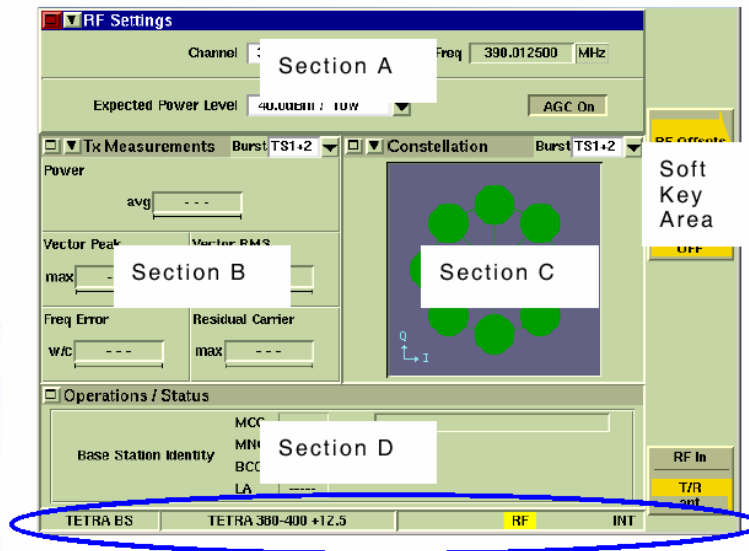 RF Settings
Channel 3
Section A
Freq 390.012500 MHz
Expected Power Level 40.0dBm / 10W
AGC On
Tx Measurements Burst TS1+2
Constellation Burst TS1+2
Power
avg - - -
Vector Peak Vector RMS
max -
Section B
Freq Error Residual Carrier
w/c - - - max - - -
Section C
Q
I
RF Offsets
Soft
Key
Area
OFF
Operations / Status
Base Station Identity
MCC
MN
BCC
LA -----
Section D
RF In
T/R
ant
TETRA BS TETRA 380-400 +12.5 RF INT